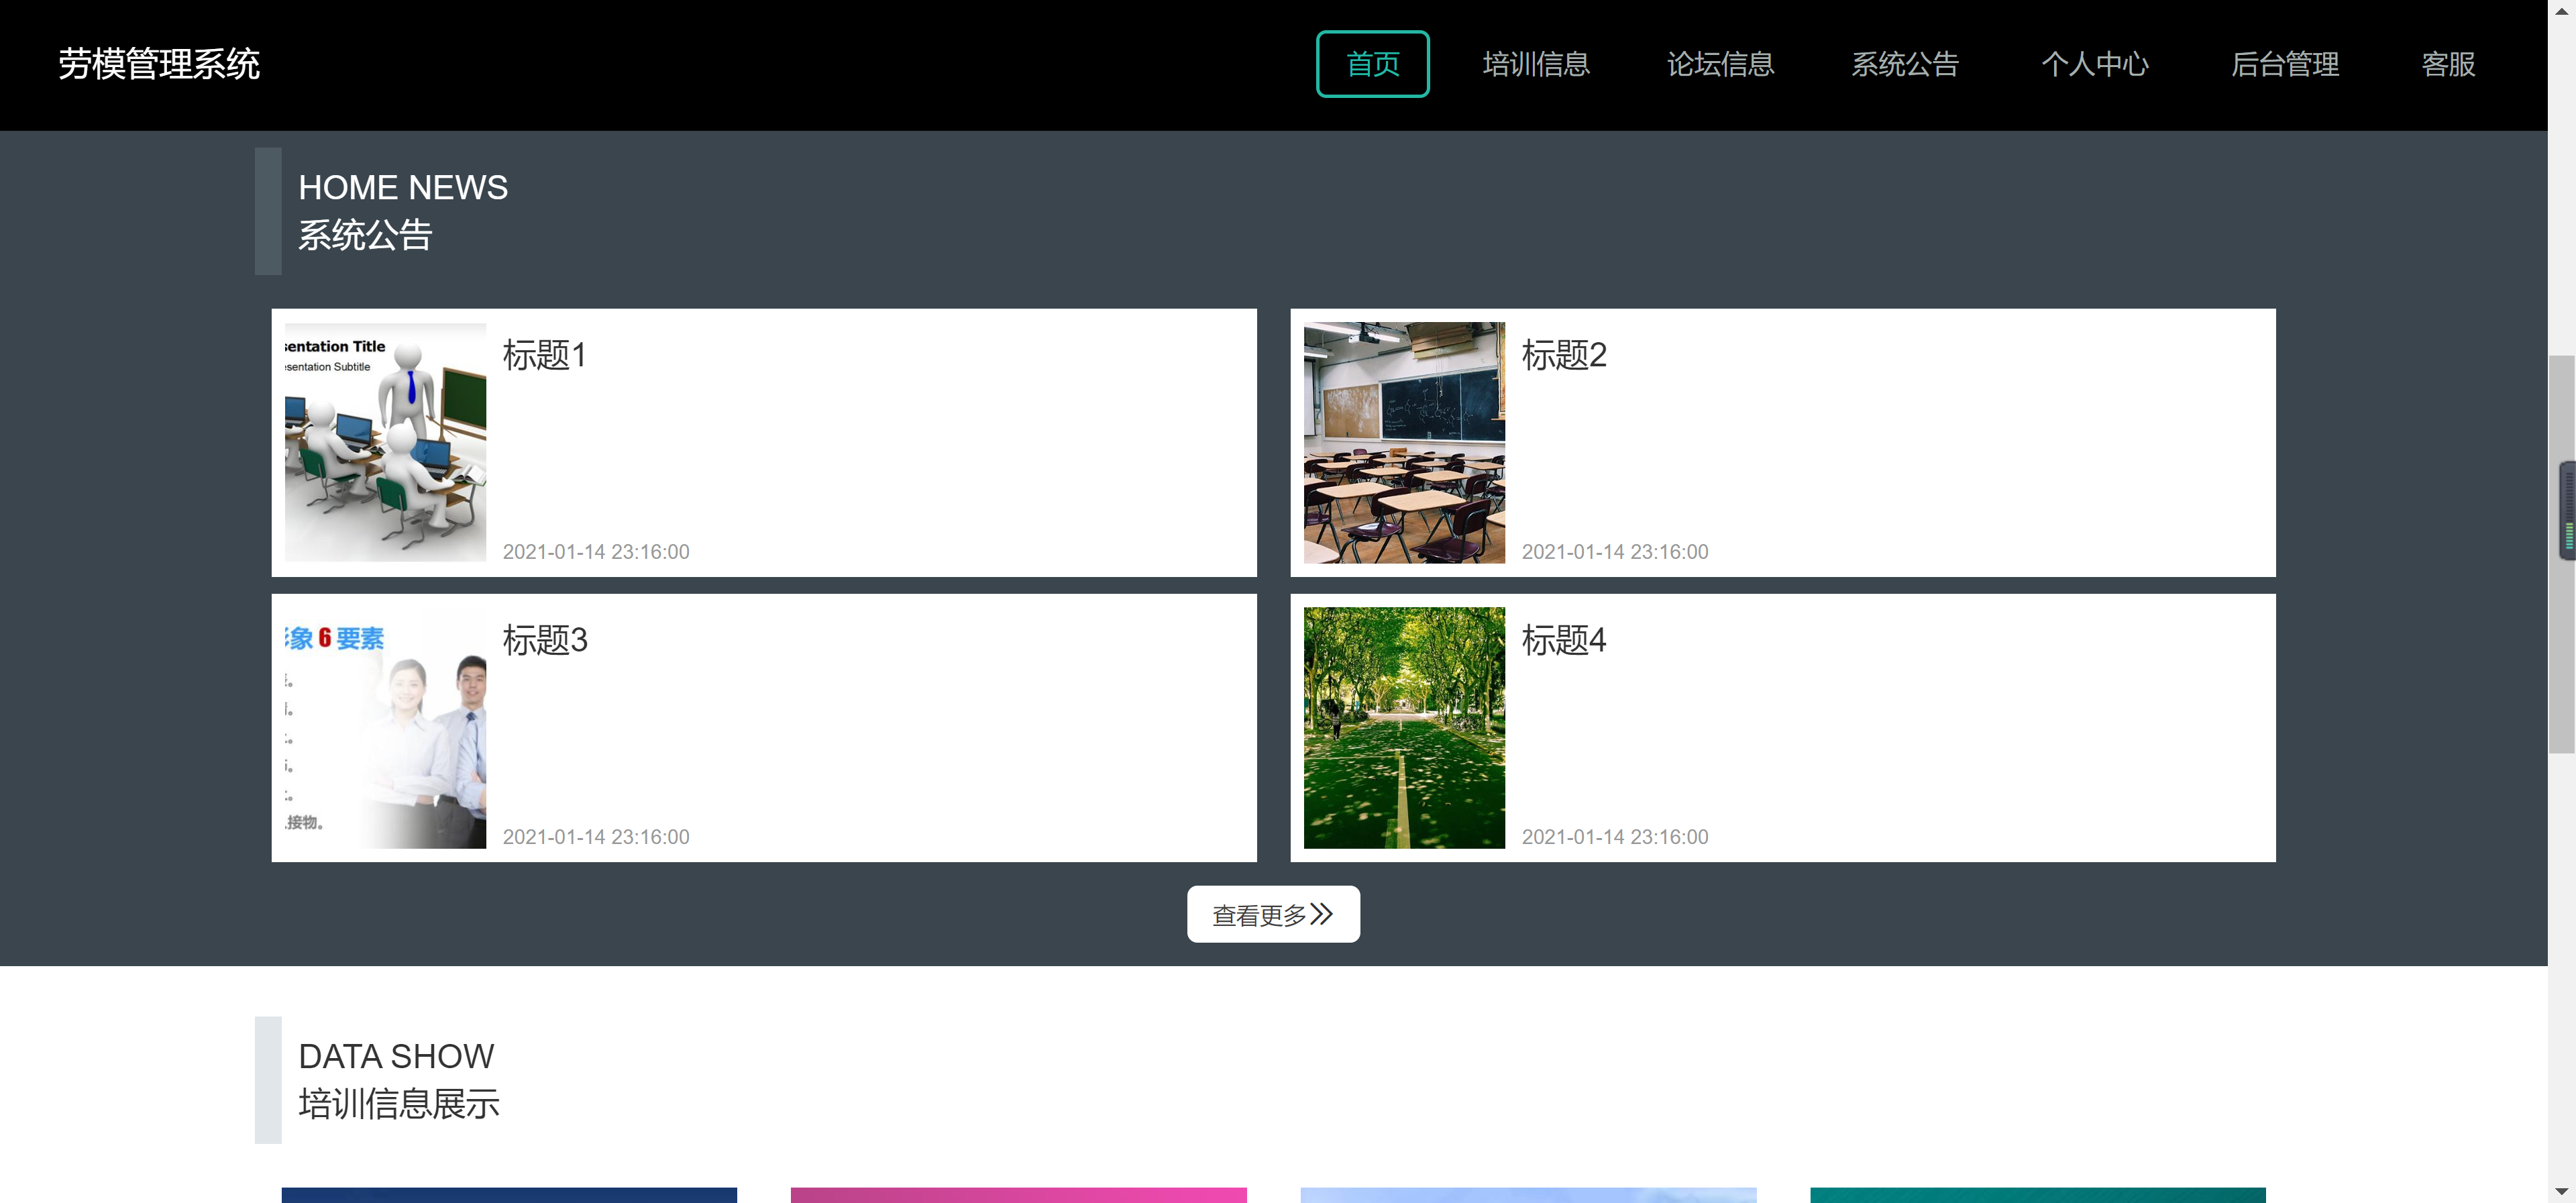 劳模管理系统
首页 培训信息 论坛信息 系统公告 个人中心 后台管理 客服
HOME NEWS
系统公告
sentation Title
esentation Subtitle
标题1
2021-01-14 23:16:00
标题2
2021-01-14 23:16:00
象 6 要素
接物。
标题3
2021-01-14 23:16:00
标题4
2021-01-14 23:16:00
查看更多
DATA SHOW
培训信息展示